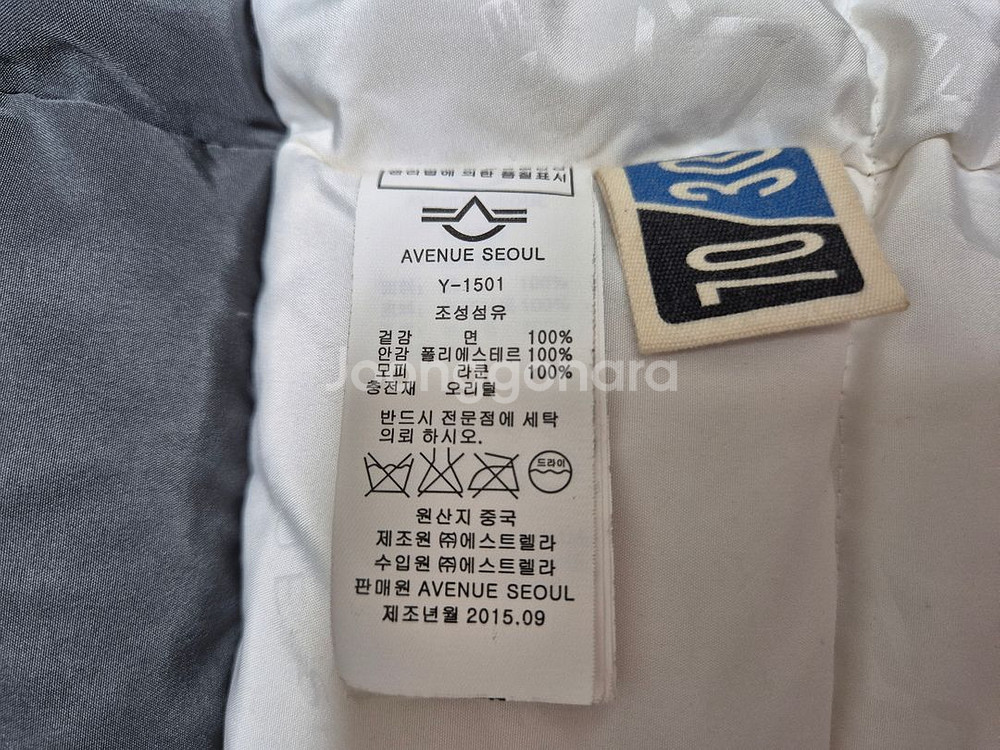 품질표시
AVENUE SEOUL
Y-1501
조성섬유
겉감 면 100%
안감 폴리에스테르 100%
모피 라쿤 100%
충전재 오리털
반드시 전문점에 세탁
의뢰 하시오.
드라이
원산지 중국
제조원 ㈜에스트렐라
수입원 ㈜에스트렐라
판매원 AVENUE SEOUL
제조년월 2015.09
10/30
Joonggonara